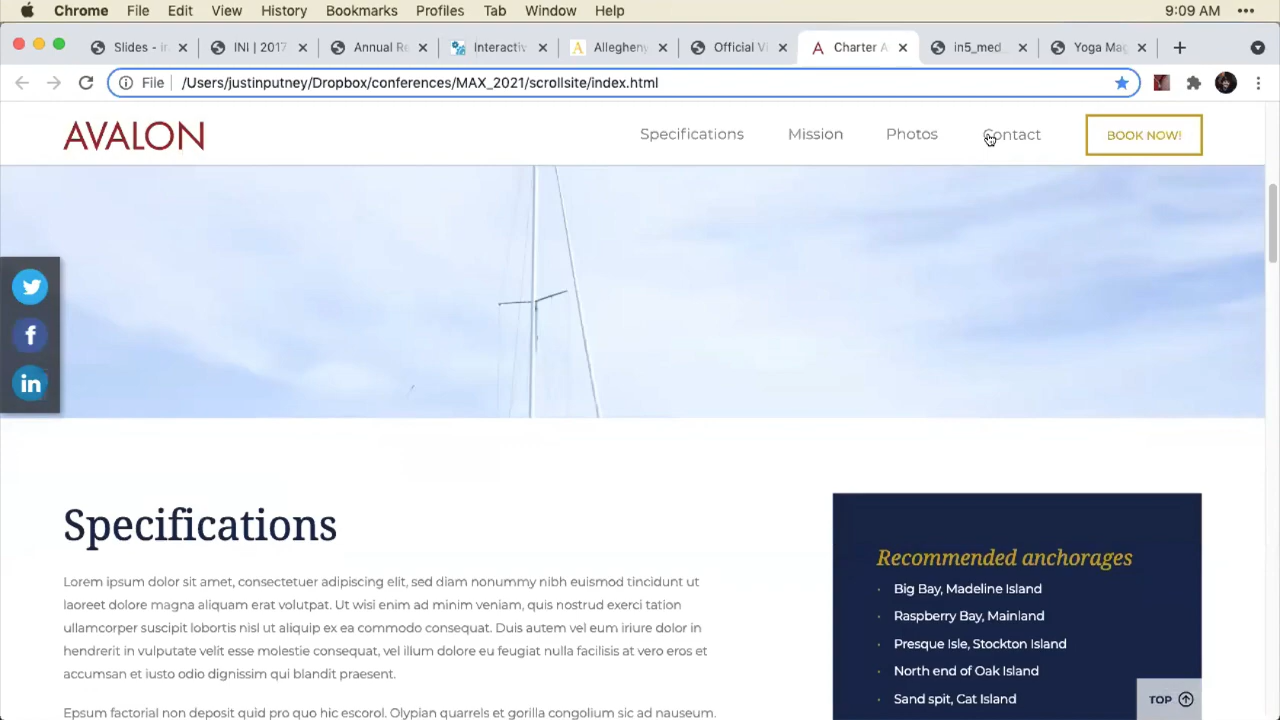 Chrome File Edit View History Bookmarks Profiles Tab Window Help 9:09 AM
Slides - in INI | 2017 Annual Re Interactiv Allegheny Official Vi Charter A in5_med Yoga Mag
File /Users/justinputney/Dropbox/conferences/MAX_2021/scrollsite/index.html
AVALON Specifications Mission Photos Contact BOOK NOW!
Specifications
Lorem ipsum dolor sit amet, consectetuer adipiscing elit, sed diam nonummy nibh euismod tincidunt ut
laoreet dolore magna aliquam erat volutpat. Ut wisi enim ad minim veniam, quis nostrud exerci tation
ullamcorper suscipit lobortis nisl ut aliquip ex ea commodo consequat. Duis autem vel eum iriure dolor in
hendrerit in vulputate velit esse molestie consequat, vel illum dolore eu feugiat nulla facilisis at vero eros et
accumsan et iusto odio dignissim qui blandit praesent.
Epsum factorial non deposit quid pro quo hic escorol. Olypian quarrels et gorilla congolium sic ad nauseum.
Recommended anchorages
Big Bay, Madeline Island
Raspberry Bay, Mainland
Presque Isle, Stockton Island
North end of Oak Island
Sand spit, Cat Island
TOP